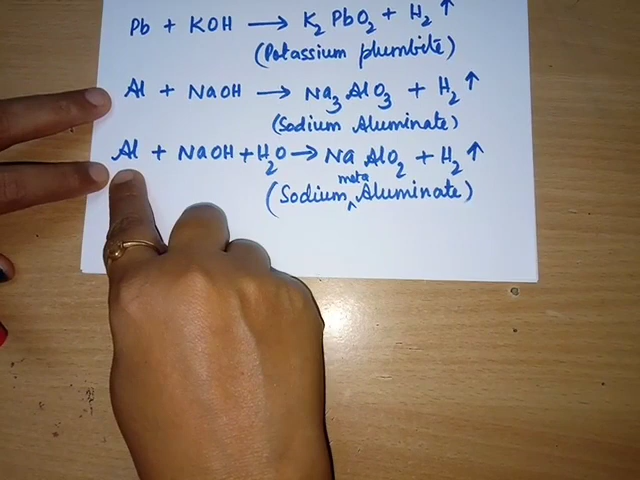 Pb + KOH ⟶ K₂PbO₂ + H₂↑
(Potassium plumbite)
Al + NaOH ⟶ Na₃AlO₃ + H₂↑
(Sodium Aluminate)
Al + NaOH + H₂O ⟶ NaAlO₂ + H₂↑
(Sodium meta Aluminate)